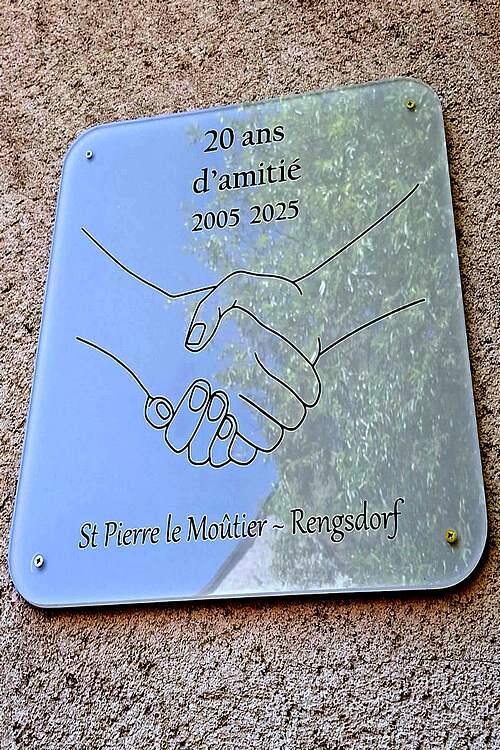 20 ans
d'amitié
2005 2025
St Pierre le Moûtier ~ Rengsdorf